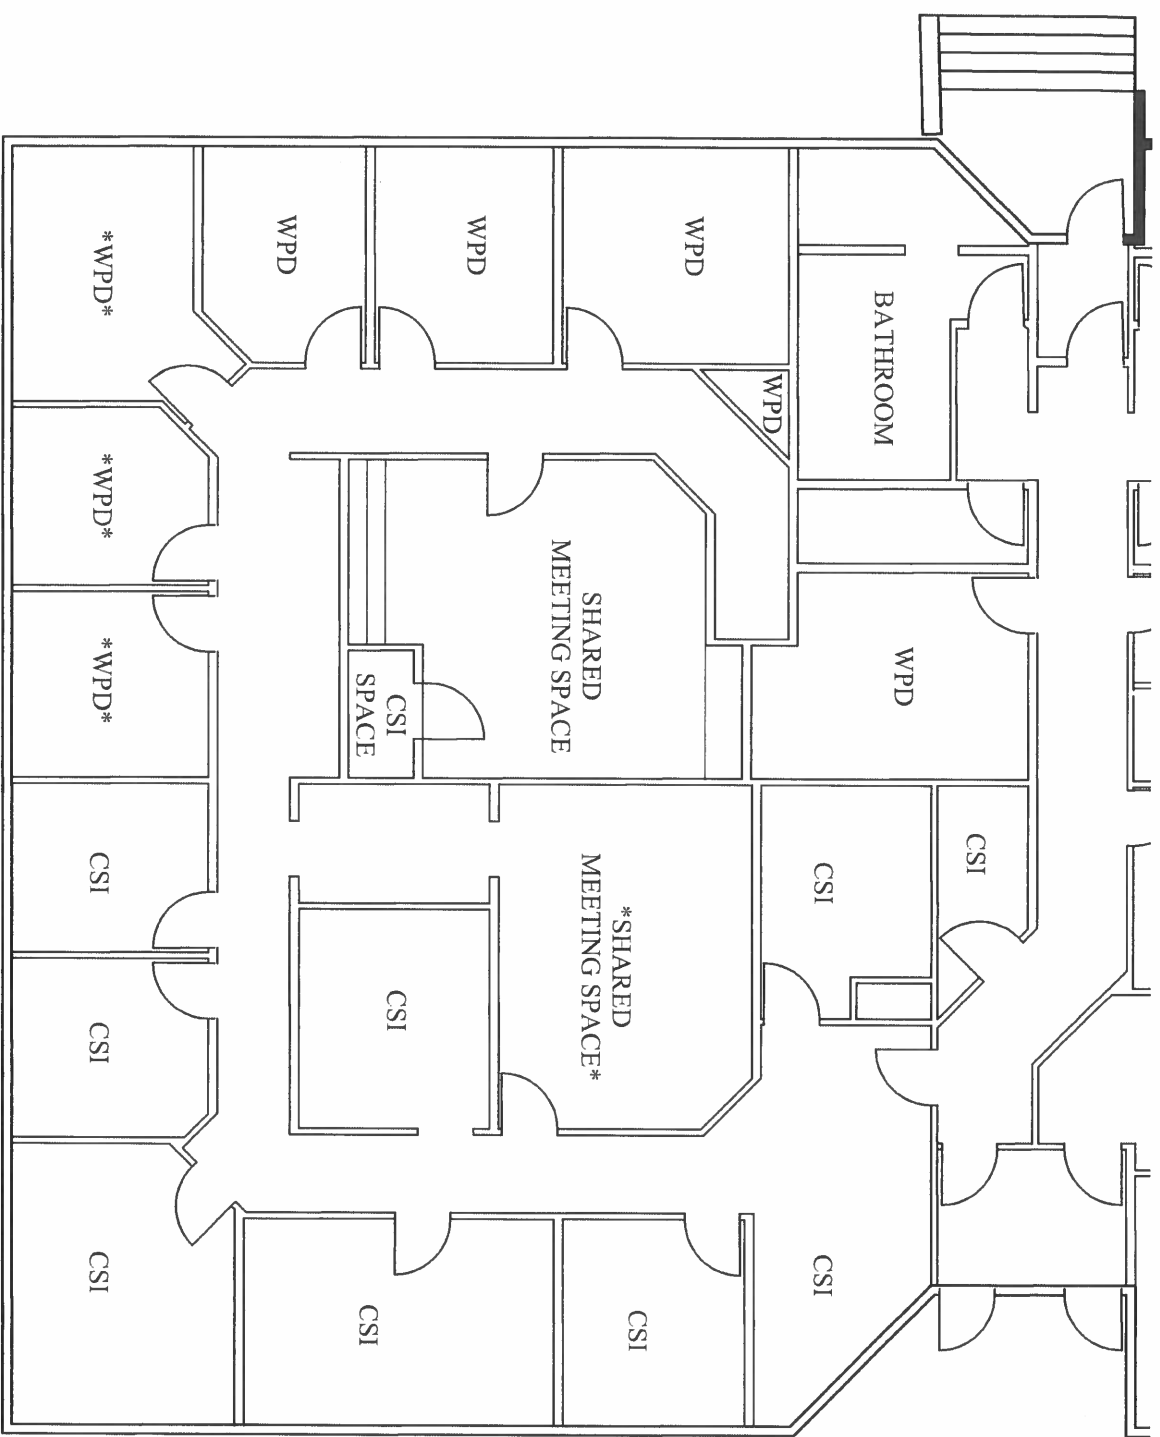 CSI
WPD
BATHROOM
CSI
CSI
WPD
WPD
SHARED
MEETING SPACE
*SHARED
MEETING SPACE*
CSI
WPD
CSI
SPACE
CSI
CSI
WPD
*WPD*
*WPD*
*WPD*
CSI
CSI
CSI